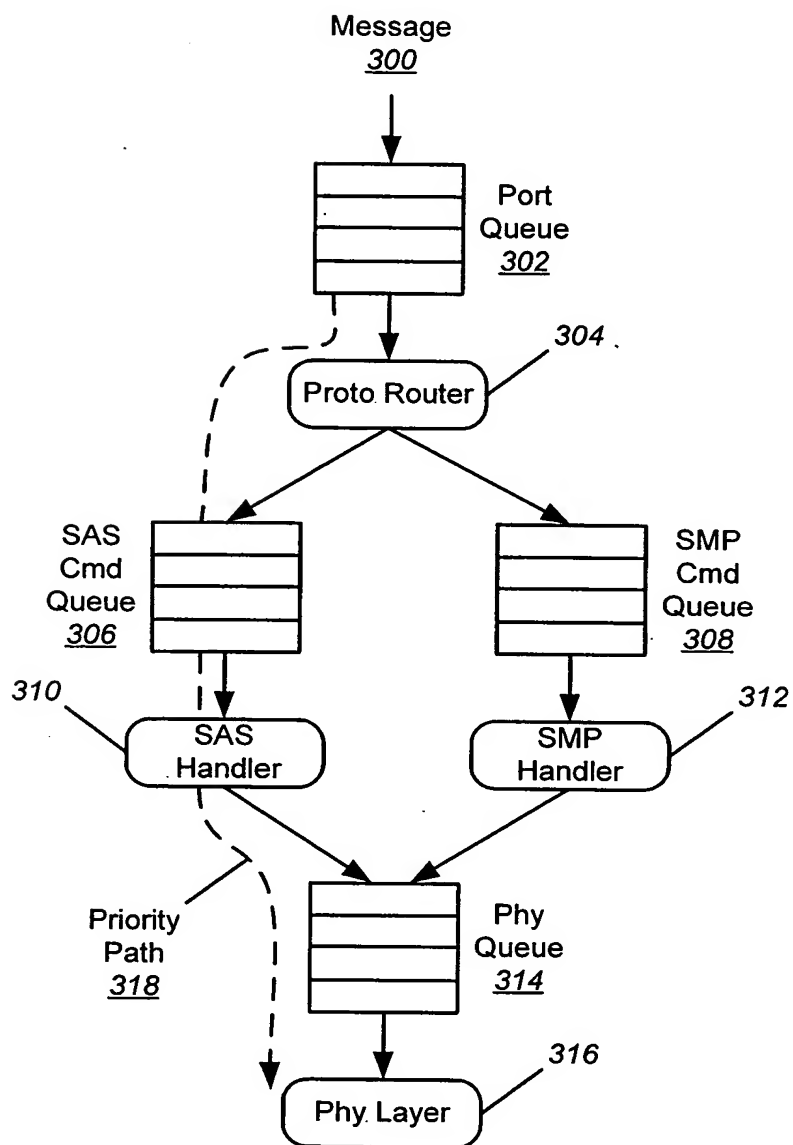 Message
300
Port
Queue
302
304
Proto Router
SAS
Cmd
Queue
306
SMP
Cmd
Queue
308
310
SAS
Handler
312
SMP
Handler
Priority
Path
318
Phy
Queue
314
316
Phy Layer